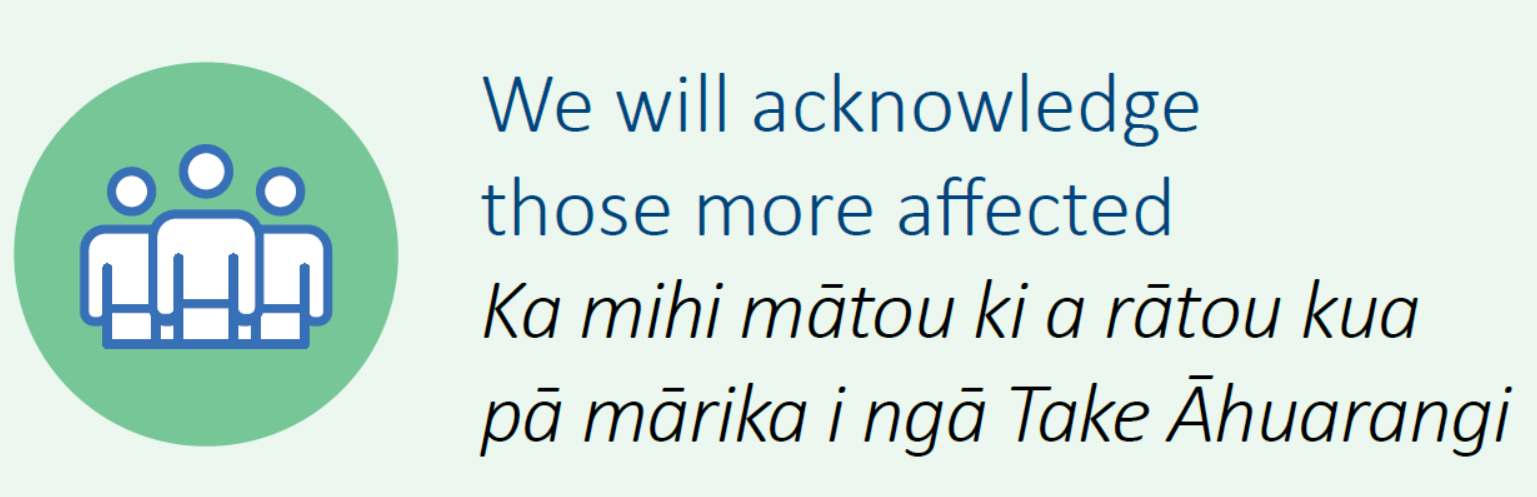 We will acknowledge
those more affected
Ka mihi mātou ki a rātou kua
pā mārika i ngā Take Āhuarangi